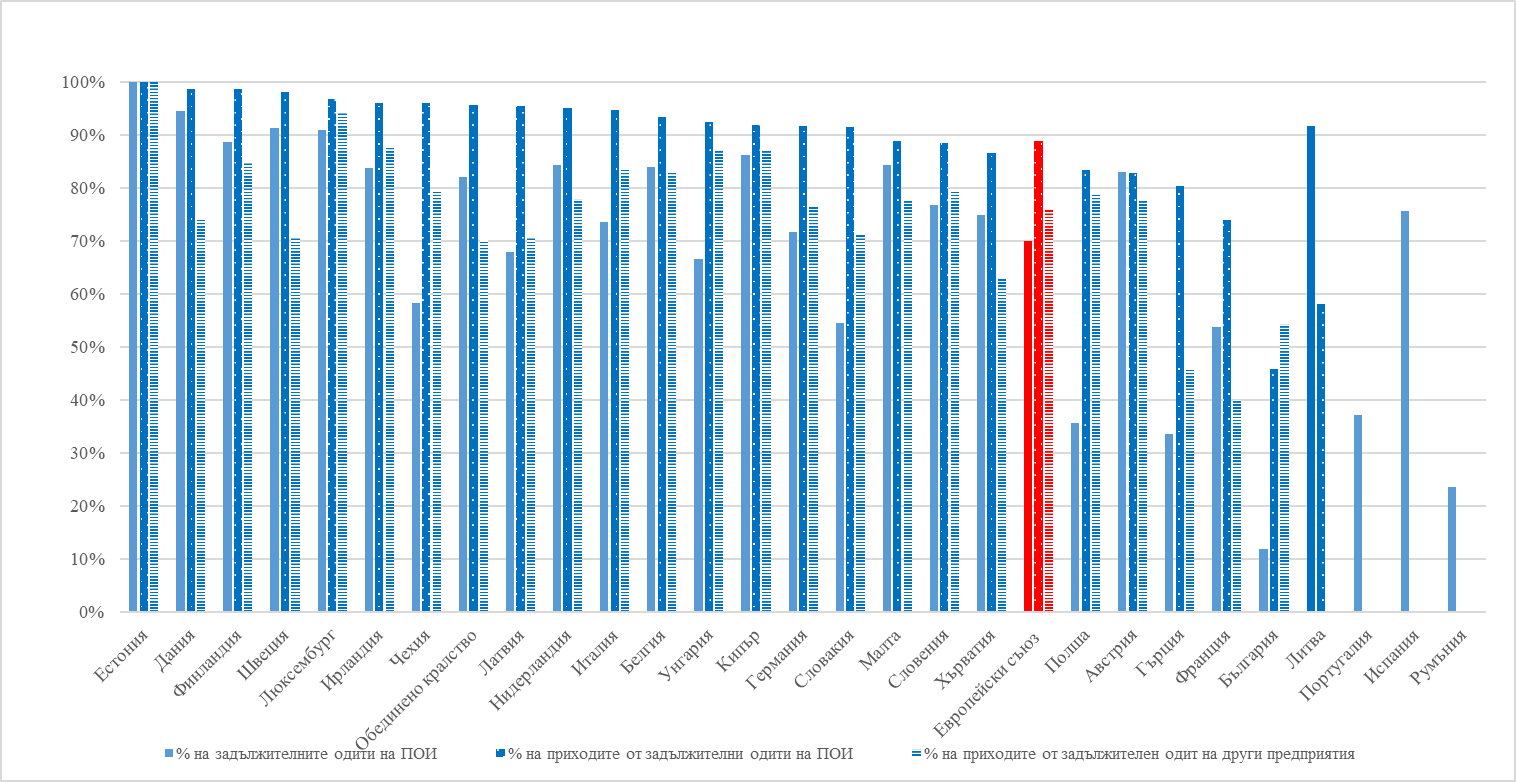 100%
90%
80%
70%
60%
50%
40%
30%
20%
10%
0%
Естония
Дания
Финландия
Швеция
Люксембург
Ирландия
Чехия
Обединено кралство
Латвия
Нидерландия
Италия
Белгия
Унгария
Кипър
Германия
Словакия
Малта
Словения
Хърватия
Европейски съюз
Полша
Австрия
Гърция
Франция
България
Литва
Португалия
Испания
Румъния
% на задължителните одити на ПОИ
% на приходите от задължителни одити на ПОИ
% на приходите от задължителен одит на други предприятия